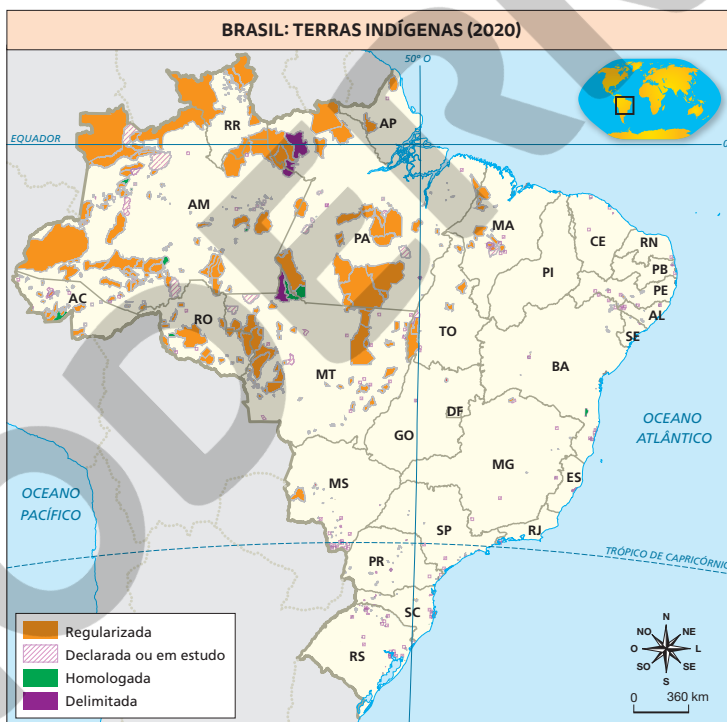 BRASIL: TERRAS INDÍGENAS (2020)
50° O
EQUADOR
0
RR
AP
AM
PA
MA
CE
RN
PB
PE
AL
SE
PI
AC
RO
TO
BA
MT
DF
GO
MG
ES
MS
SP
RJ
PR
SC
RS
OCEANO
ATLÂNTICO
OCEANO
PACÍFICO
TRÓPICO DE CAPRICÓRNIO
Regularizada
Declarada ou em estudo
Homologada
Delimitada
N
NO NE
O L
SO SE
S
0 360 km